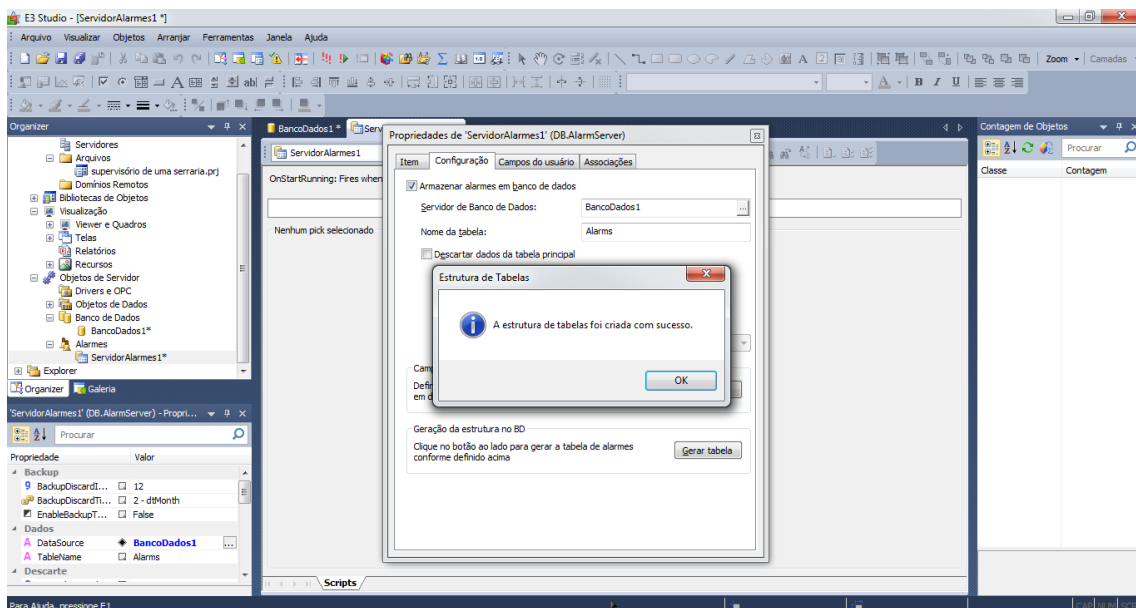 E3 Studio - [ServidorAlarmes1 *]
Arquivo Visualizar Objetos Arranjar Ferramentas Janela Ajuda
Zoom Camadas
A B I U
Organizer
BancoDados1 *
Contagem de Objetos
Servidores
Arquivos
supervisório de uma serraria.prj
Domínios Remotos
Bibliotecas de Objetos
Visualização
Viewer e Quadros
Telas
Relatórios
Recursos
Objetos de Servidor
Drivers e OPC
Objetos de Dados
Banco de Dados
BancoDados1*
Alarmes
ServidorAlarmes1*
Explorer
Organizer Galeria
'ServidorAlarmes1' (DB.AlarmServer) - Propri...
Procurar
Propriedade Valor
Backup
BackupDiscardI... 12
BackupDiscardTi... 2 - dtMonth
EnableBackupT... False
Dados
DataSource BancoDados1 ...
TableName Alarms
Descarte
ServidorAlarmes1
OnStartRunning: Fires when
Nenhum pick selecionado
Scripts
Propriedades de 'ServidorAlarmes1' (DB.AlarmServer)
Item Configuração Campos do usuário Associações
Armazenar alarmes em banco de dados
Servidor de Banco de Dados: BancoDados1 ...
Nome da tabela: Alarms
Descartar dados da tabela principal
Estrutura de Tabelas
A estrutura de tabelas foi criada com sucesso.
OK
Geração da estrutura no BD
Clique no botão ao lado para gerar a tabela de alarmes
conforme definido acima
Gerar tabela
Procurar
Classe Contagem
Para Ajuda, pressione F1
CAP NUM SCR